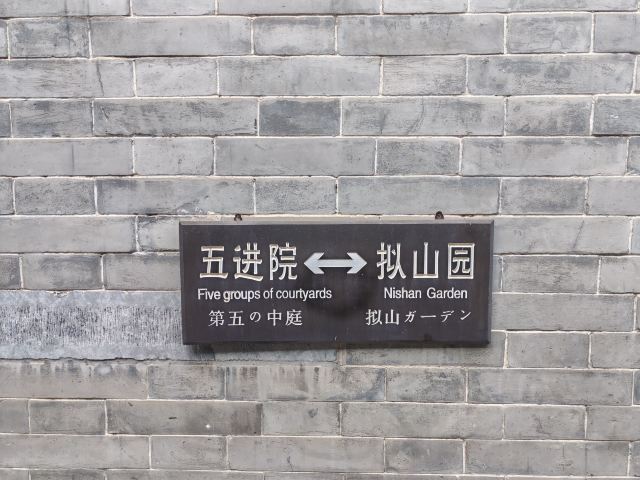 五进院 ↔ 拟山园
Five groups of courtyards Nishan Garden
第五の中庭 拟山ガーデン